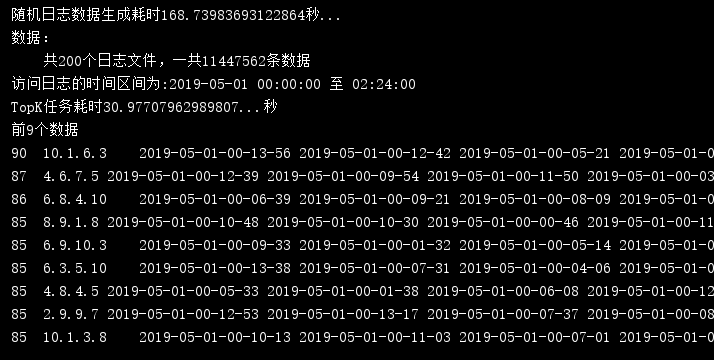 随机日志数据生成耗时168.73983693122864秒...
数据:
共200个日志文件，一共11447562条数据
访问日志的时间区间为:2019-05-01 00:00:00 至 02:24:00
TopK任务耗时30.97707962989807...秒
前9个数据
90 10.1.6.3 2019-05-01-00-13-56 2019-05-01-00-12-42 2019-05-01-00-05-21 2019-05-01-0
87 4.6.7.5 2019-05-01-00-12-39 2019-05-01-00-09-54 2019-05-01-00-11-50 2019-05-01-00-03
86 6.8.4.10 2019-05-01-00-06-39 2019-05-01-00-09-21 2019-05-01-00-08-09 2019-05-01-0
85 8.9.1.8 2019-05-01-00-10-48 2019-05-01-00-10-30 2019-05-01-00-00-46 2019-05-01-00-11
85 6.9.10.3 2019-05-01-00-09-33 2019-05-01-00-01-32 2019-05-01-00-05-14 2019-05-01-0
85 6.3.5.10 2019-05-01-00-13-38 2019-05-01-00-07-31 2019-05-01-00-04-06 2019-05-01-0
85 4.8.4.5 2019-05-01-00-05-33 2019-05-01-00-01-38 2019-05-01-00-06-08 2019-05-01-00-12
85 2.9.9.7 2019-05-01-00-12-53 2019-05-01-00-13-17 2019-05-01-00-07-37 2019-05-01-00-08
85 10.1.3.8 2019-05-01-00-10-13 2019-05-01-00-11-03 2019-05-01-00-07-01 2019-05-01-0